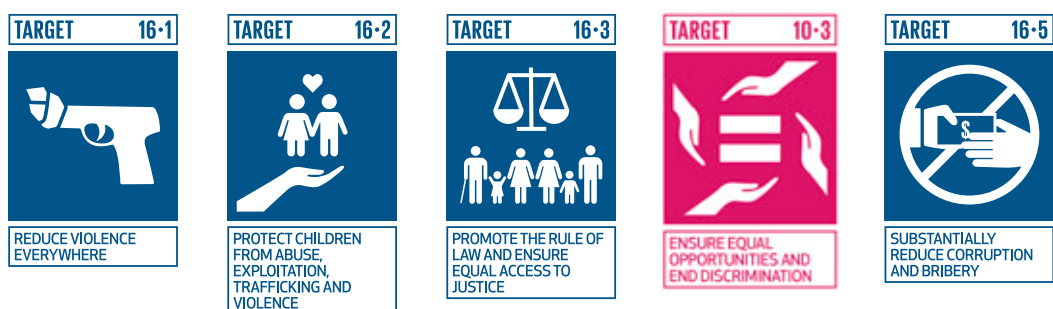 TARGET 16·1
REDUCE VIOLENCE
EVERYWHERE
TARGET 16·2
PROTECT CHILDREN
FROM ABUSE,
EXPLOITATION,
TRAFFICKING AND
VIOLENCE
TARGET 16·3
PROMOTE THE RULE OF
LAW AND ENSURE
EQUAL ACCESS TO
JUSTICE
TARGET 10·3
ENSURE EQUAL
OPPORTUNITIES AND
END DISCRIMINATION
TARGET 16·5
$
SUBSTANTIALLY
REDUCE CORRUPTION
AND BRIBERY